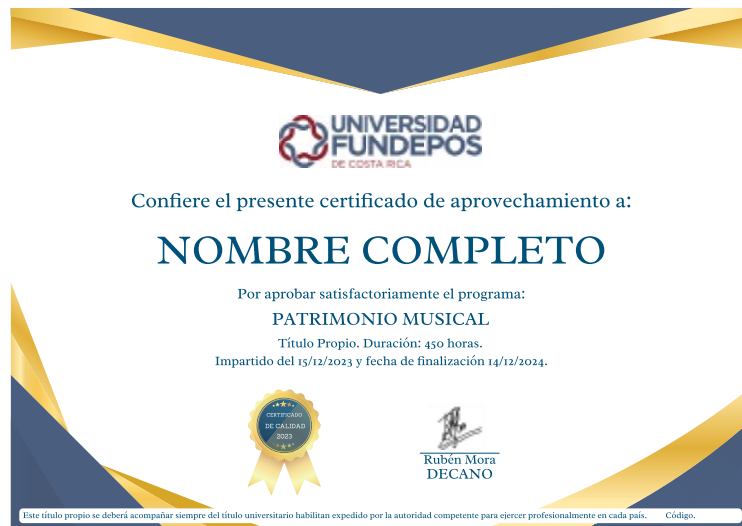 UNIVERSIDAD
FUNDEPOS
DE COSTA RICA
Confiere el presente certificado de aprovechamiento a:
NOMBRE COMPLETO
Por aprobar satisfactoriamente el programa:
PATRIMONIO MUSICAL
Título Propio. Duración: 450 horas.
Impartido del 15/12/2023 y fecha de finalización 14/12/2024.
CERTIFICADO
DE CALIDAD
2023
Rubén Mora
DECANO
Este título propio se deberá acompañar siempre del título universitario habilitan expedido por la autoridad competente para ejercer profesionalmente en cada país. Código.